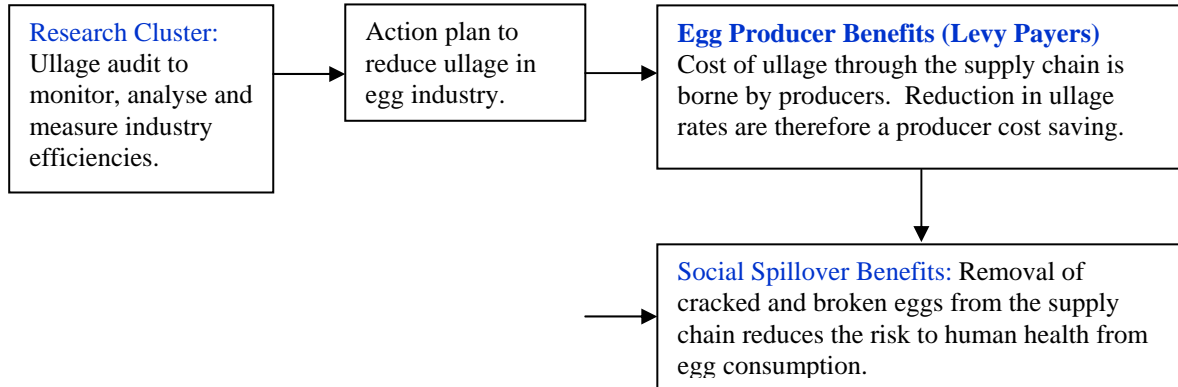 Research Cluster:
Ullage audit to
monitor, analyse and
measure industry
efficiencies.
Action plan to
reduce ullage in
egg industry.
Egg Producer Benefits (Levy Payers)
Cost of ullage through the supply chain is
borne by producers.  Reduction in ullage
rates are therefore a producer cost saving.
Social Spillover Benefits: Removal of
cracked and broken eggs from the supply
chain reduces the risk to human health from
egg consumption.